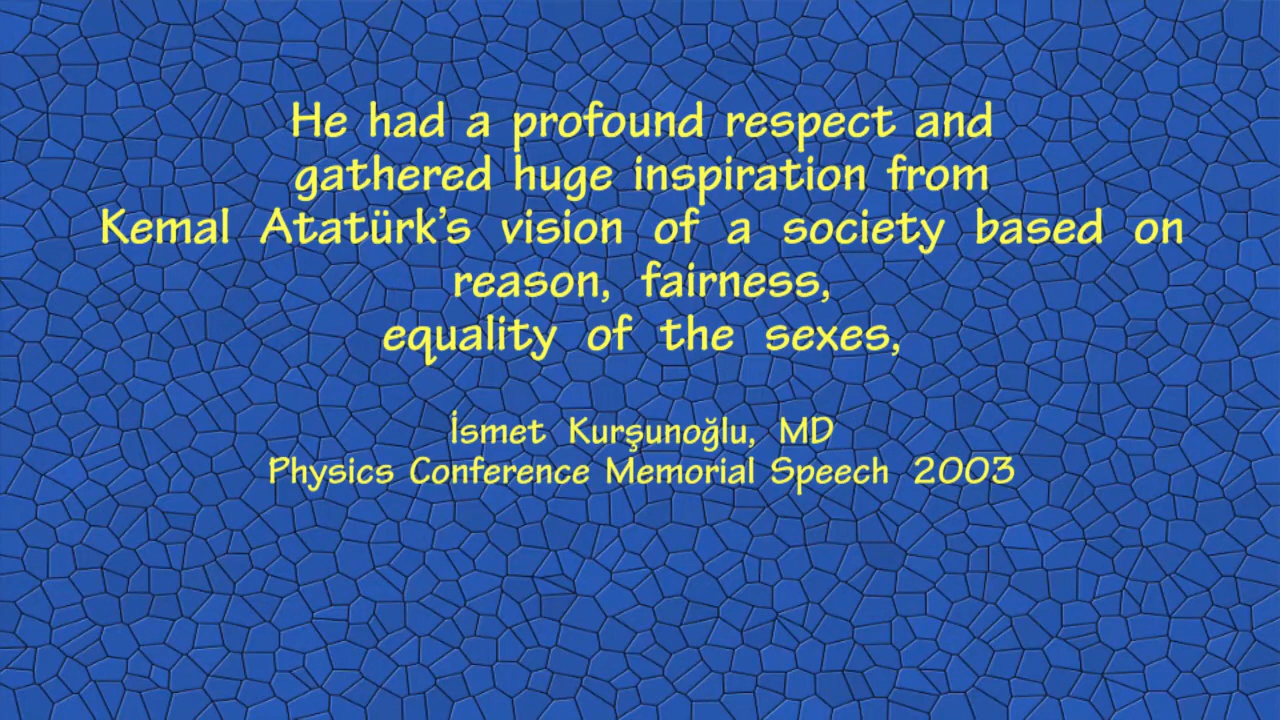 He had a profound respect and
gathered huge inspiration from
Kemal Atatürk’s vision of a society based on
reason, fairness,
equality of the sexes,
İsmet Kurşunoğlu, MD
Physics Conference Memorial Speech 2003